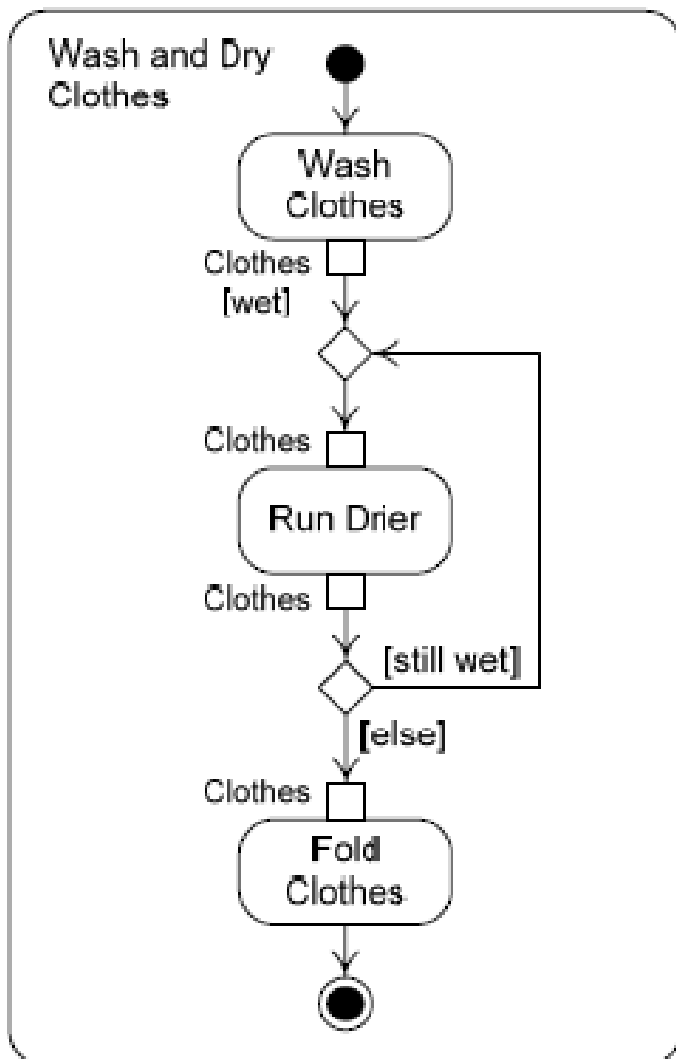 Wash and Dry
Clothes
Wash
Clothes
Clothes
[wet]
Clothes
Run Drier
Clothes
[still wet]
[else]
Clothes
Fold
Clothes